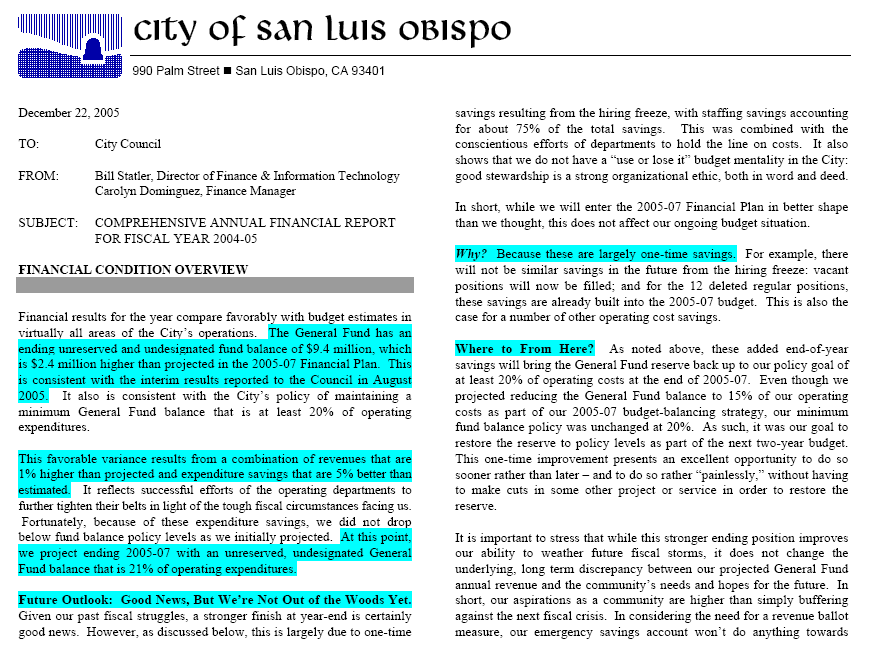 city of san luis obispo
990 Palm Street ■ San Luis Obispo, CA 93401
December 22, 2005
TO: City Council
FROM: Bill Statler, Director of Finance & Information Technology
Carolyn Dominguez, Finance Manager
SUBJECT: COMPREHENSIVE ANNUAL FINANCIAL REPORT
FOR FISCAL YEAR 2004-05
FINANCIAL CONDITION OVERVIEW
Financial results for the year compare favorably with budget estimates in
virtually all areas of the City’s operations. The General Fund has an
ending unreserved and undesignated fund balance of $9.4 million, which
is $2.4 million higher than projected in the 2005-07 Financial Plan. This
is consistent with the interim results reported to the Council in August
2005. It also is consistent with the City’s policy of maintaining a
minimum General Fund balance that is at least 20% of operating
expenditures.
This favorable variance results from a combination of revenues that are
1% higher than projected and expenditure savings that are 5% better than
estimated. It reflects successful efforts of the operating departments to
further tighten their belts in light of the tough fiscal circumstances facing us.
Fortunately, because of these expenditure savings, we did not drop
below fund balance policy levels as we initially projected. At this point,
we project ending 2005-07 with an unreserved, undesignated General
Fund balance that is 21% of operating expenditures.
Future Outlook: Good News, But We’re Not Out of the Woods Yet.
Given our past fiscal struggles, a stronger finish at year-end is certainly
good news. However, as discussed below, this is largely due to one-time
savings resulting from the hiring freeze, with staffing savings accounting
for about 75% of the total savings. This was combined with the
conscientious efforts of departments to hold the line on costs. It also
shows that we do not have a “use or lose it” budget mentality in the City:
good stewardship is a strong organizational ethic, both in word and deed.
In short, while we will enter the 2005-07 Financial Plan in better shape
than we thought, this does not affect our ongoing budget situation.
Why? Because these are largely one-time savings. For example, there
will not be similar savings in the future from the hiring freeze: vacant
positions will now be filled; and for the 12 deleted regular positions,
these savings are already built into the 2005-07 budget. This is also the
case for a number of other operating cost savings.
Where to From Here? As noted above, these added end-of-year
savings will bring the General Fund reserve back up to our policy goal of
at least 20% of operating costs at the end of 2005-07. Even though we
projected reducing the General Fund balance to 15% of our operating
costs as part of our 2005-07 budget-balancing strategy, our minimum
fund balance policy was unchanged at 20%. As such, it was our goal to
restore the reserve to policy levels as part of the next two-year budget.
This one-time improvement presents an excellent opportunity to do so
sooner rather than later – and to do so rather “painlessly,” without having
to make cuts in some other project or service in order to restore the
reserve.
It is important to stress that while this stronger ending position improves
our ability to weather future fiscal storms, it does not change the
underlying, long term discrepancy between our projected General Fund
annual revenue and the community’s needs and hopes for the future. In
short, our aspirations as a community are higher than simply buffering
against the next fiscal crisis. In considering the need for a revenue ballot
measure, our emergency savings account won’t do anything towards